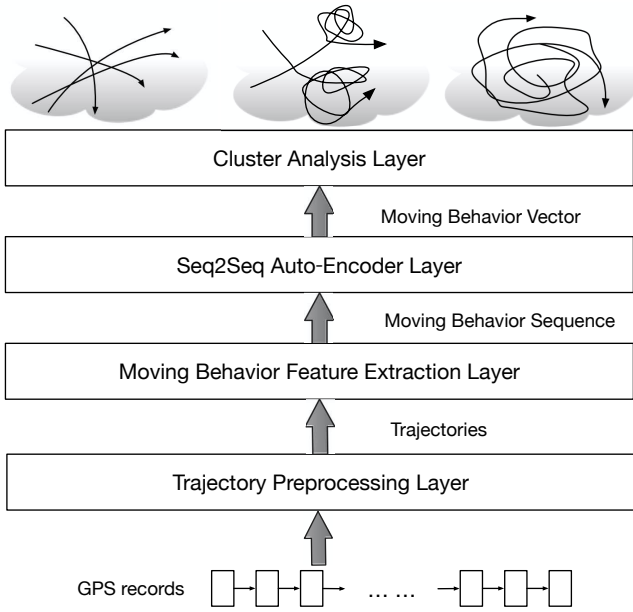 Cluster Analysis Layer
Moving Behavior Vector
Seq2Seq Auto-Encoder Layer
Moving Behavior Sequence
Moving Behavior Feature Extraction Layer
Trajectories
Trajectory Preprocessing Layer
GPS records
... ...